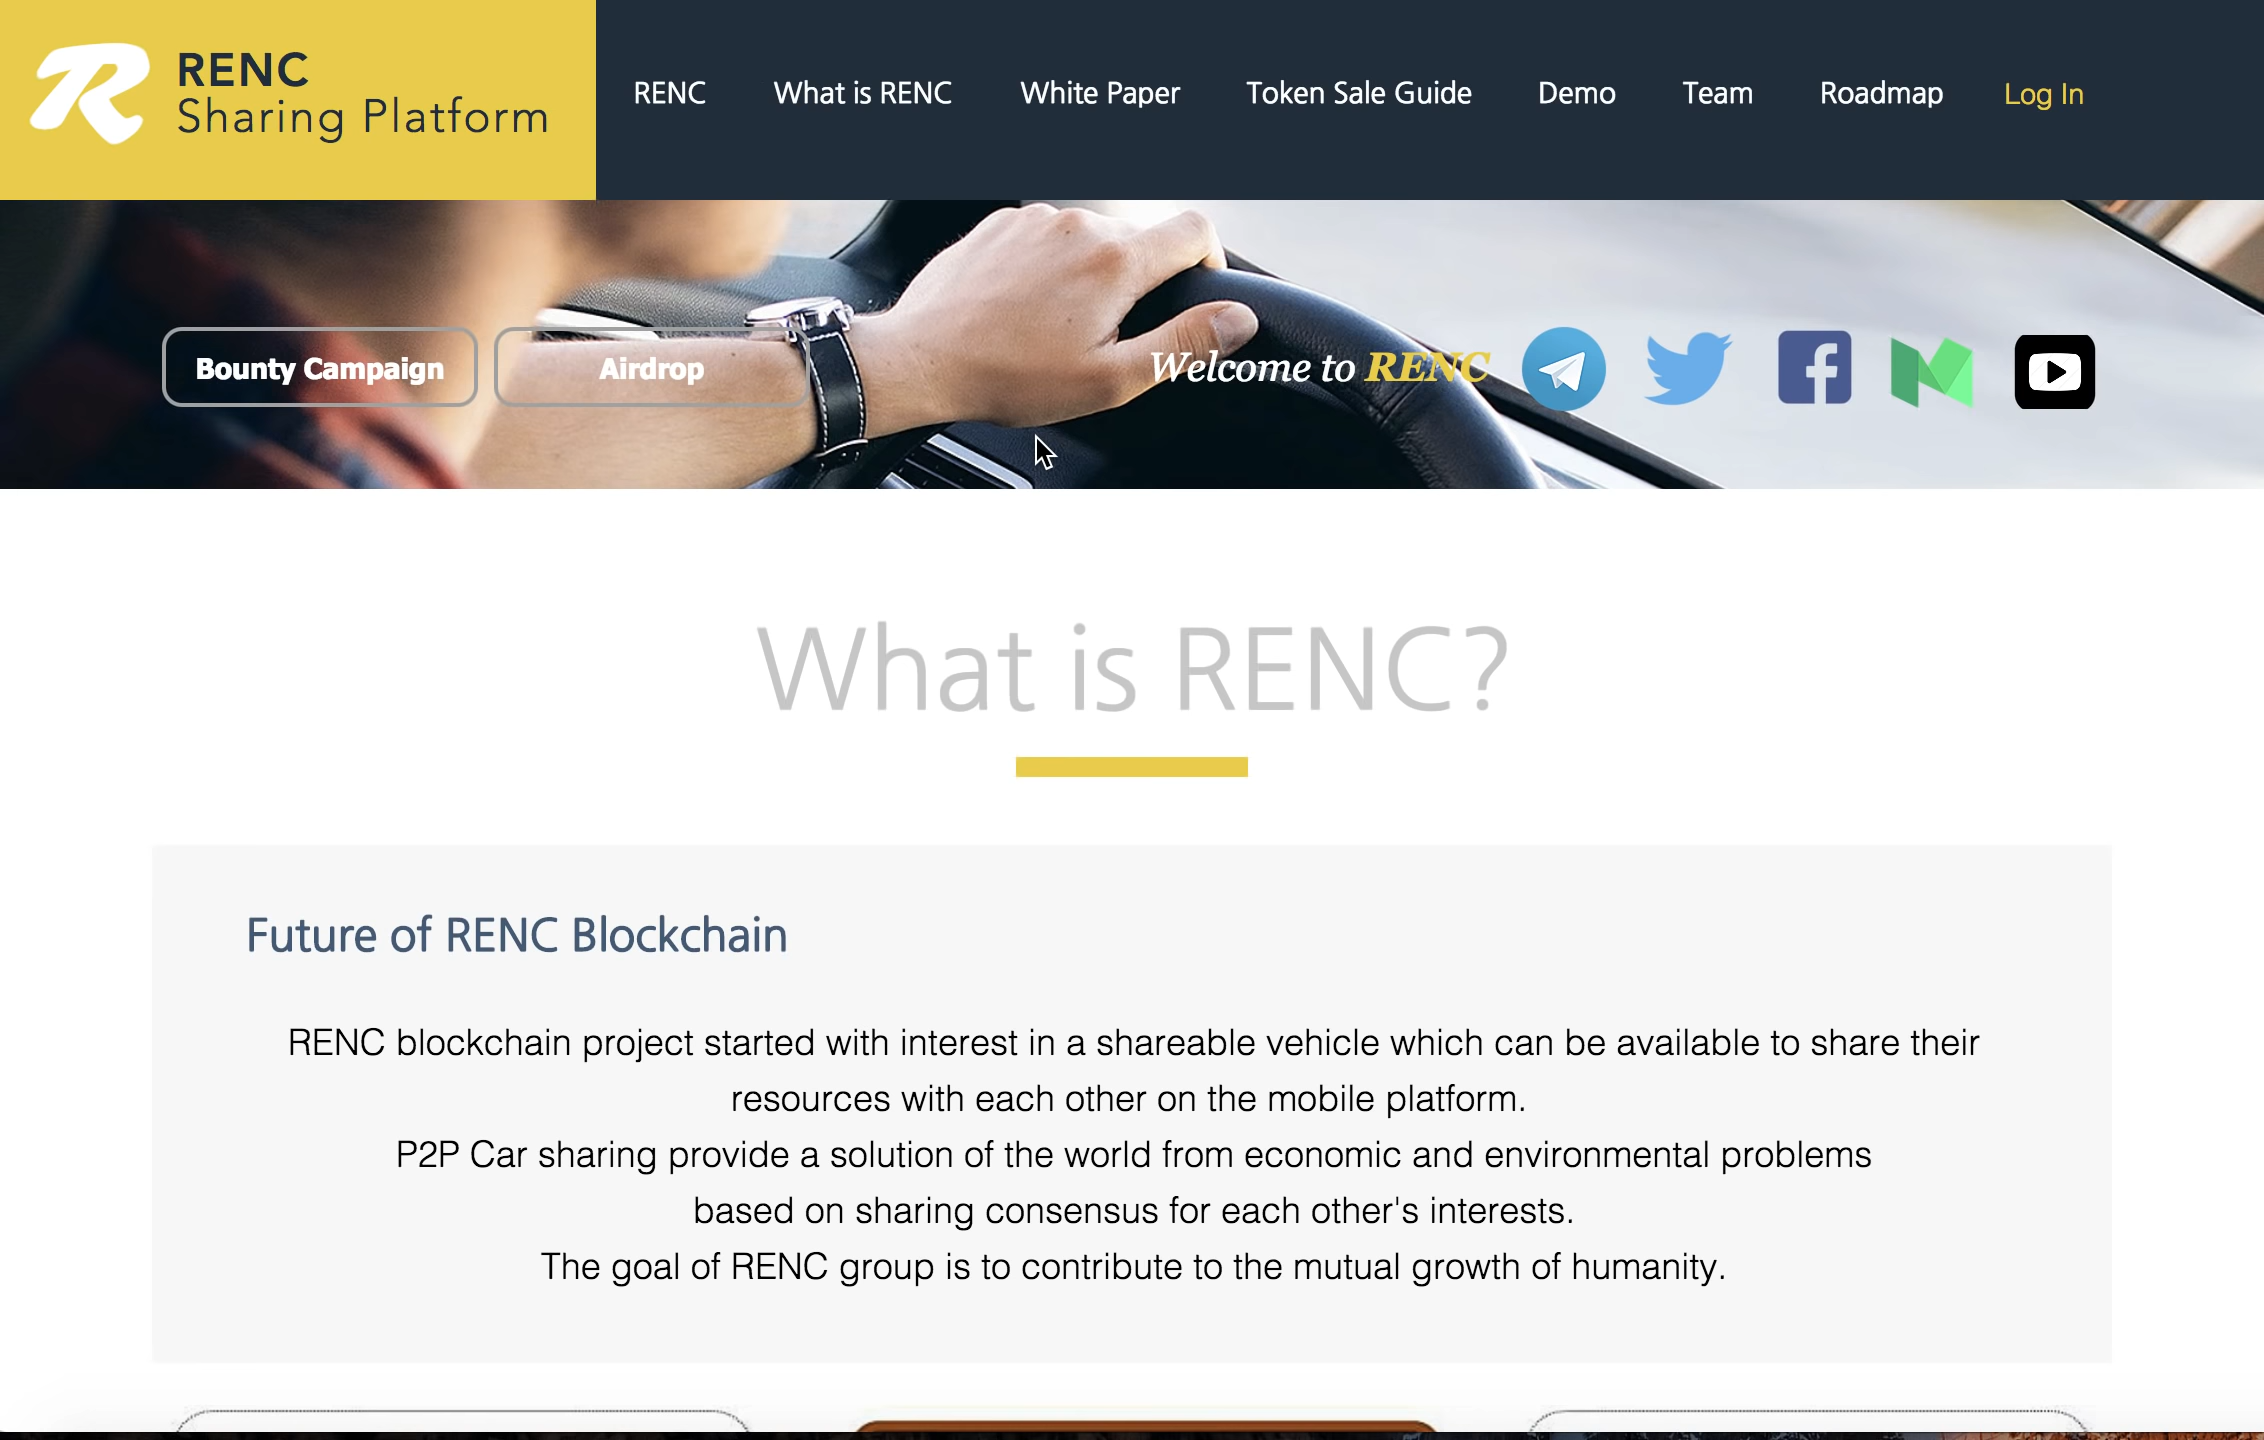 RENC
Sharing Platform
RENC
What is RENC
White Paper
Token Sale Guide
Demo
Team
Roadmap
Log In
Bounty Campaign
Airdrop
Welcome to RENC
What is RENC?
Future of RENC Blockchain
RENC blockchain project started with interest in a shareable vehicle which can be available to share their
resources with each other on the mobile platform.
P2P Car sharing provide a solution of the world from economic and environmental problems
based on sharing consensus for each other's interests.
The goal of RENC group is to contribute to the mutual growth of humanity.